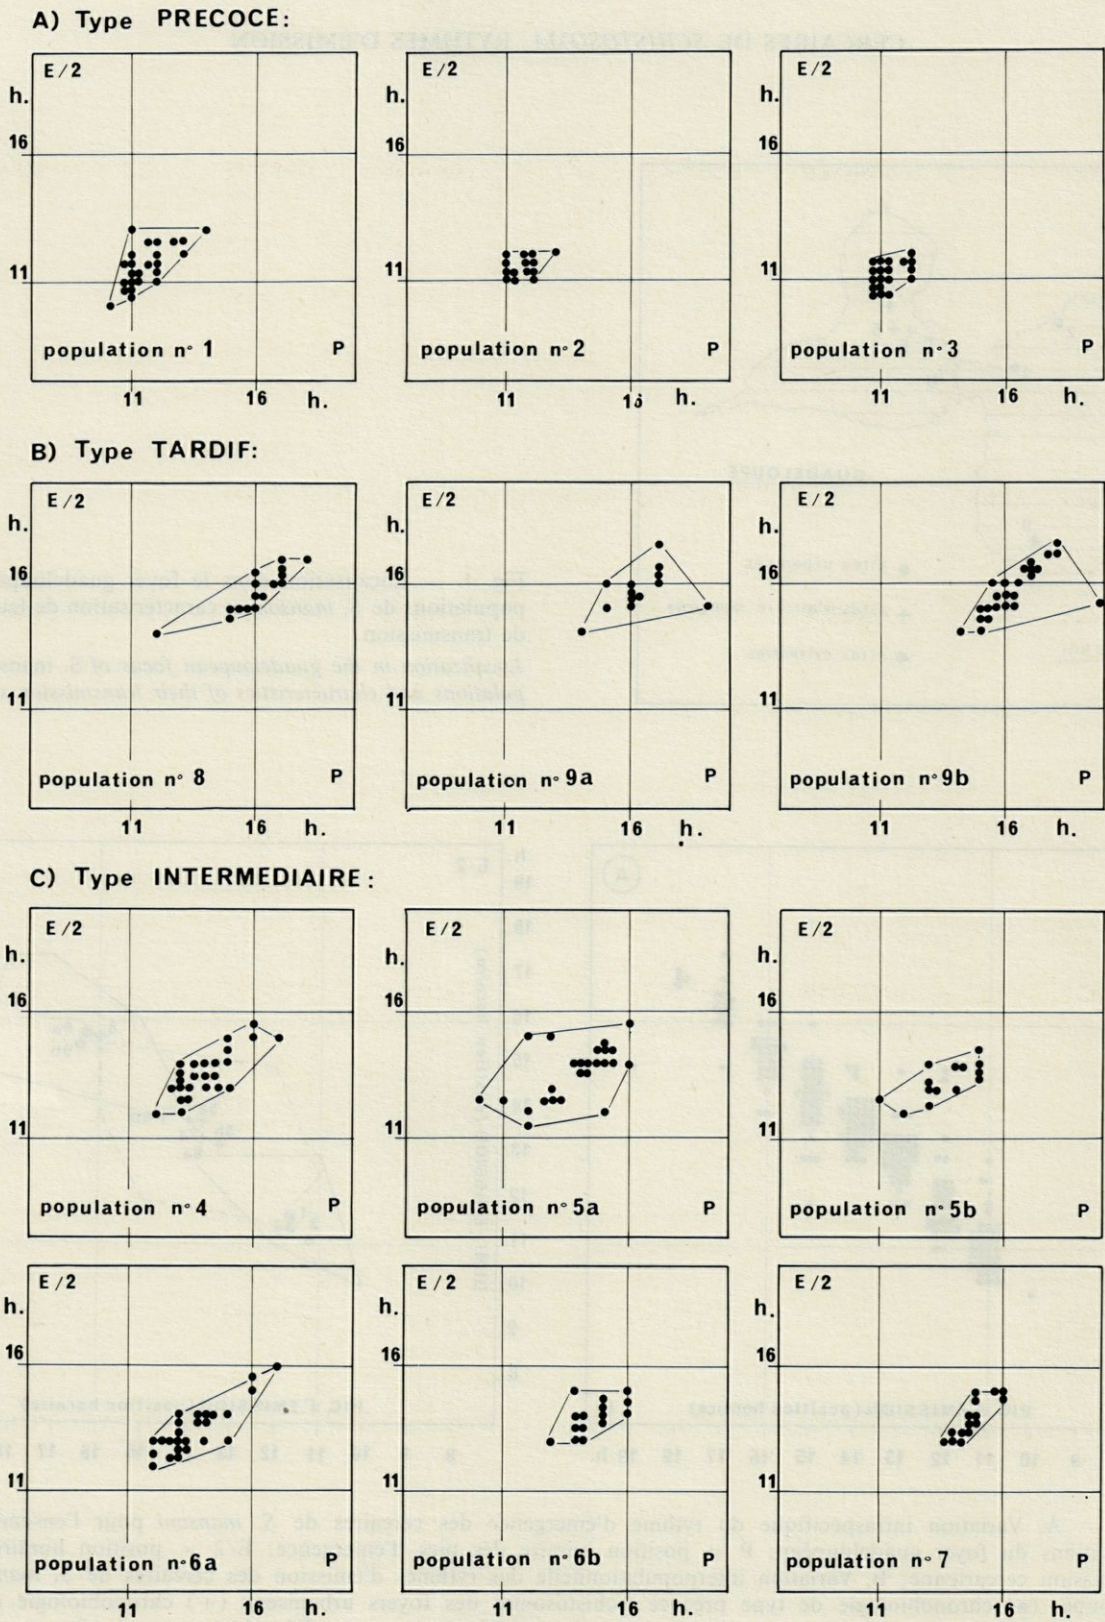 A) Type PRECOCE:
E/2 E/2 E/2
h. h. h.
16 16 16
11 11 11
population n° 1 P population n° 2 P population n° 3 P
11 16 h. 11 16 h. 11 16 h.
B) Type TARDIF:
E/2 E/2 E/2
h. h. h.
16 16 16
11 11 11
population n° 8 P population n° 9a P population n° 9b P
11 16 h. 11 16 h. 11 16 h.
C) Type INTERMEDIAIRE:
E/2 E/2 E/2
h. h. h.
16 16 16
11 11 11
population n° 4 P population n° 5a P population n° 5b P
E/2 E/2 E/2
h. h. h.
16 16 16
11 11 11
population n° 6a P population n° 6b P population n° 7 P
11 16 h. 11 16 h. 11 16 h.